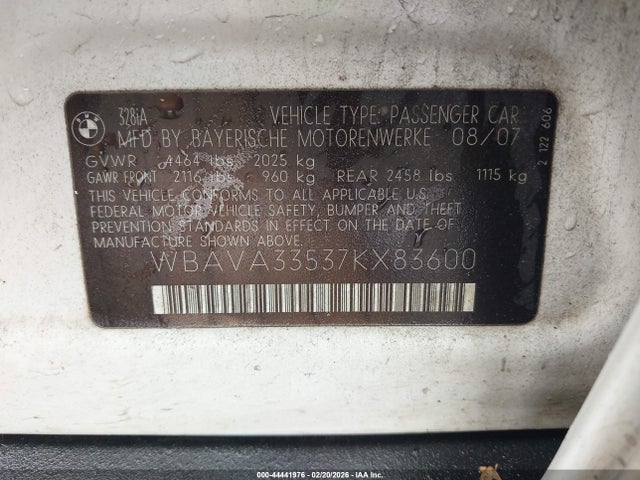 BMW
328iA VEHICLE TYPE: PASSENGER CAR
MFD BY BAYERISCHE MOTORENWERKE 08/07
GVWR 4464 lbs 2025 kg
GAWR FRONT 2116 lbs 960 kg REAR 2458 lbs 1115 kg
THIS VEHICLE CONFORMS TO ALL APPLICABLE U.S.
FEDERAL MOTOR VEHICLE SAFETY, BUMPER AND THEFT
PREVENTION STANDARDS IN EFFECT ON THE DATE OF
MANUFACTURE SHOWN ABOVE
WBAVA33537KX83600
2 122 606
000-44441976 - 02/20/2026 - IAA Inc.